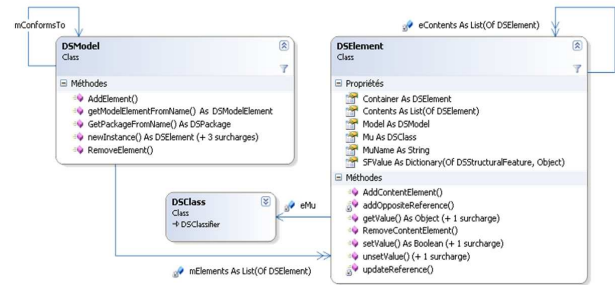 mConformsTo
eContents As List(Of DSElement)
DSModel
Class
Méthodes
AddElement()
getModelElementFromName() As DSModelElement
GetPackageFromName() As DSPackage
newInstance() As DSElement (+ 3 surcharges)
RemoveElement()
DSElement
Class
Propriétés
Container As DSElement
Contents As List(Of DSElement)
Model As DSModel
Mu As DSClass
MuName As String
SFValue As Dictionary(Of DSStructuralFeature, Object)
Méthodes
AddContentElement()
addOppositeReference()
getValue() As Object (+ 1 surcharge)
RemoveContentElement()
setValue() As Boolean (+ 1 surcharge)
unsetValue() (+ 1 surcharge)
updateReference()
DSClass
Class
DSClassifier
eMu
mElements As List(Of DSElement)